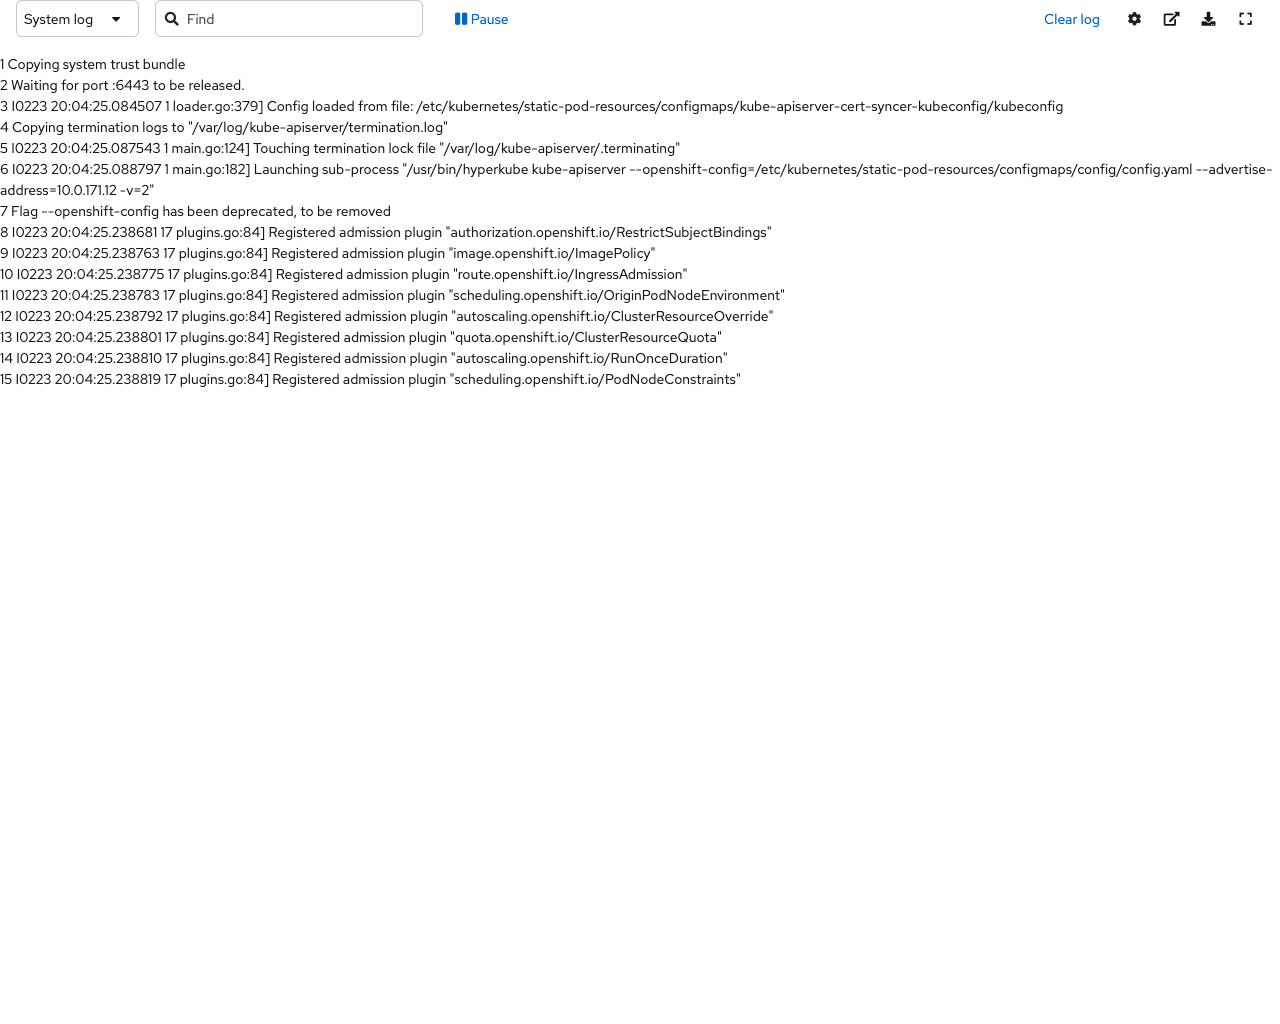 System log
Find
Pause
Clear log
1 Copying system trust bundle
2 Waiting for port :6443 to be released.
3 I0223 20:04:25.084507 1 loader.go:379] Config loaded from file: /etc/kubernetes/static-pod-resources/configmaps/kube-apiserver-cert-syncer-kubeconfig/kubeconfig
4 Copying termination logs to "/var/log/kube-apiserver/termination.log"
5 I0223 20:04:25.087543 1 main.go:124] Touching termination lock file "/var/log/kube-apiserver/.terminating"
6 I0223 20:04:25.088797 1 main.go:182] Launching sub-process "/usr/bin/hyperkube kube-apiserver --openshift-config=/etc/kubernetes/static-pod-resources/configmaps/config/config.yaml --advertise-
address=10.0.171.12 -v=2"
7 Flag --openshift-config has been deprecated, to be removed
8 I0223 20:04:25.238681 17 plugins.go:84] Registered admission plugin "authorization.openshift.io/RestrictSubjectBindings"
9 I0223 20:04:25.238763 17 plugins.go:84] Registered admission plugin "image.openshift.io/ImagePolicy"
10 I0223 20:04:25.238775 17 plugins.go:84] Registered admission plugin "route.openshift.io/IngressAdmission"
11 I0223 20:04:25.238783 17 plugins.go:84] Registered admission plugin "scheduling.openshift.io/OriginPodNodeEnvironment"
12 I0223 20:04:25.238792 17 plugins.go:84] Registered admission plugin "autoscaling.openshift.io/ClusterResourceOverride"
13 I0223 20:04:25.238801 17 plugins.go:84] Registered admission plugin "quota.openshift.io/ClusterResourceQuota"
14 I0223 20:04:25.238810 17 plugins.go:84] Registered admission plugin "autoscaling.openshift.io/RunOnceDuration"
15 I0223 20:04:25.238819 17 plugins.go:84] Registered admission plugin "scheduling.openshift.io/PodNodeConstraints"